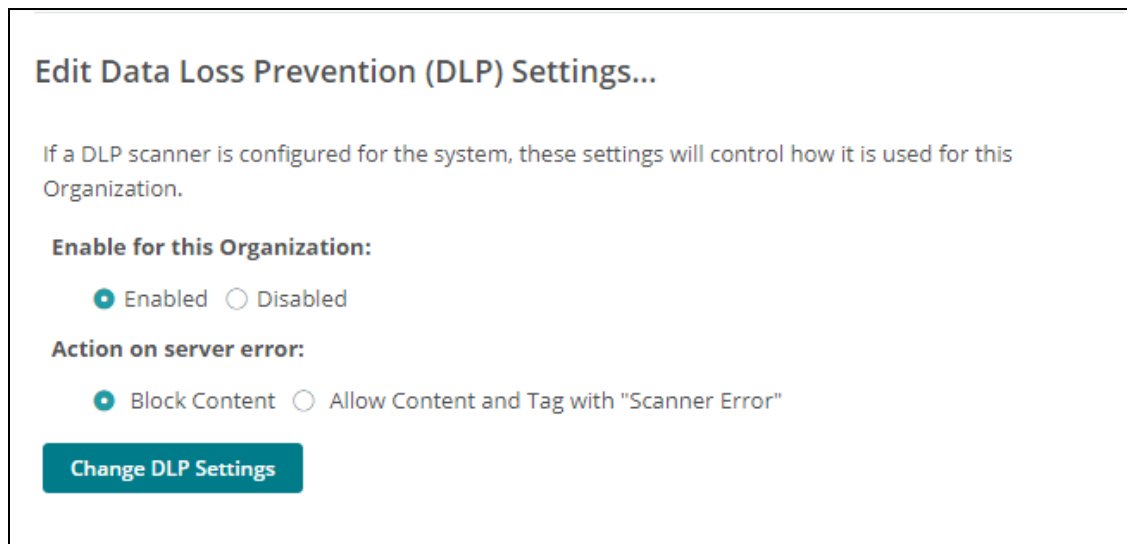 Edit Data Loss Prevention (DLP) Settings...
If a DLP scanner is configured for the system, these settings will control how it is used for this
Organization.
Enable for this Organization:
Enabled Disabled
Action on server error:
Block Content Allow Content and Tag with "Scanner Error"
Change DLP Settings